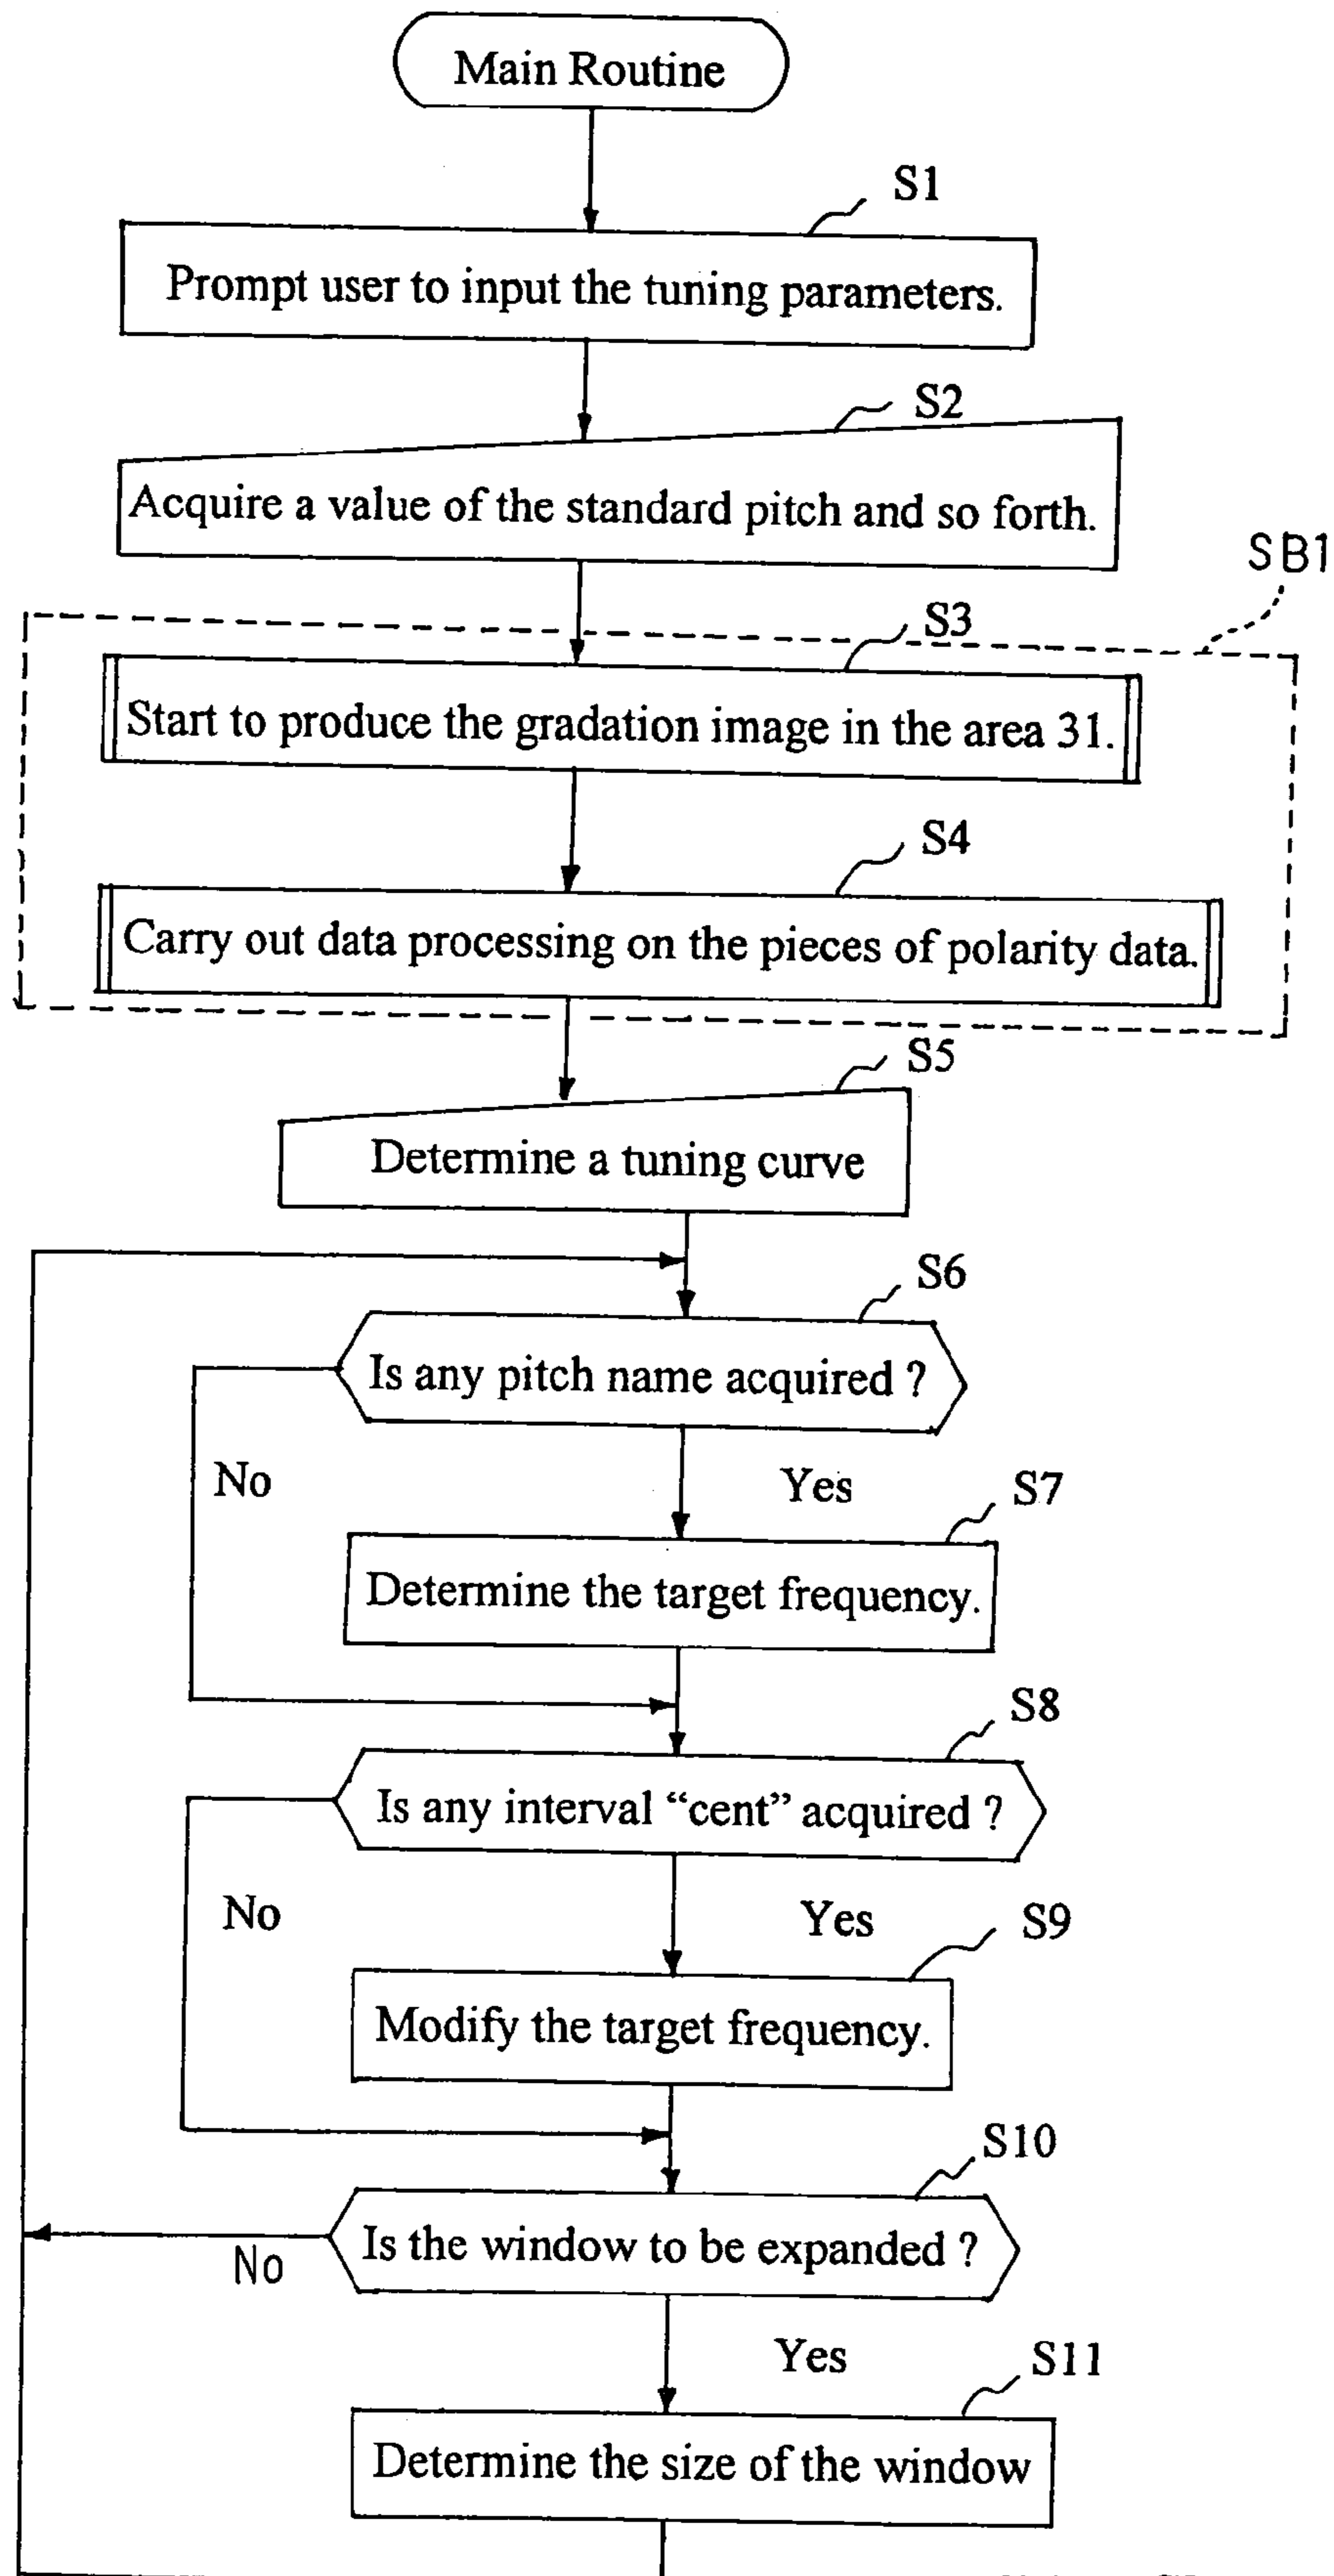 Main Routine
S1
Prompt user to input the tuning parameters.
S2
Acquire a value of the standard pitch and so forth.
SB1
S3
Start to produce the gradation image in the area 31.
S4
Carry out data processing on the pieces of polarity data.
S5
Determine a tuning curve
S6
Is any pitch name acquired ?
No
Yes
S7
Determine the target frequency.
S8
Is any interval “cent” acquired ?
No
Yes
S9
Modify the target frequency.
S10
Is the window to be expanded ?
No
Yes
S11
Determine the size of the window